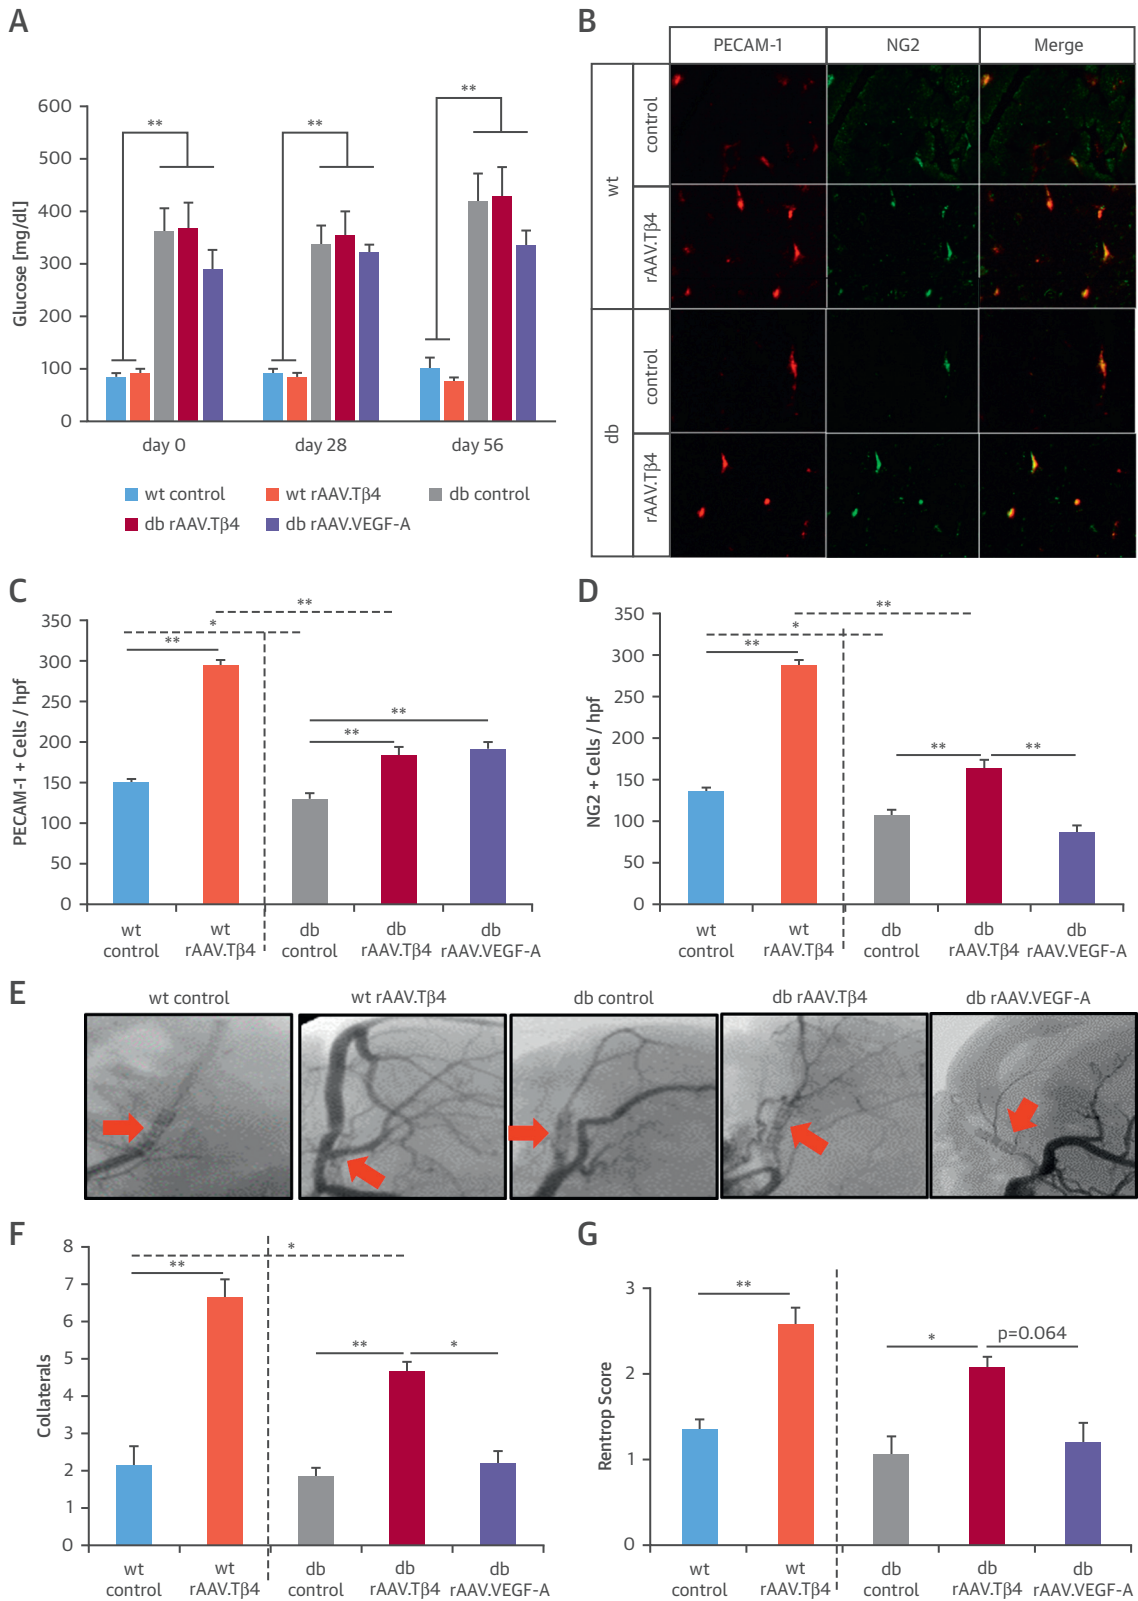 A
600
500
400
300
200
100
0
Glucose [mg/dl]
**
**
**
day 0
day 28
day 56
wt control
wt rAAV.Tβ4
db control
db rAAV.Tβ4
db rAAV.VEGF-A
B
PECAM-1
NG2
Merge
wt
control
rAAV.Tβ4
db
control
rAAV.Tβ4
C
350
300
250
200
150
100
50
0
PECAM-1 + Cells / hpf
**
*
**
**
**
wt
control
wt
rAAV.Tβ4
db
control
db
rAAV.Tβ4
db
rAAV.VEGF-A
D
350
300
250
200
150
100
50
0
NG2 + Cells / hpf
**
*
**
**
**
wt
control
wt
rAAV.Tβ4
db
control
db
rAAV.Tβ4
db
rAAV.VEGF-A
E
wt control
wt rAAV.Tβ4
db control
db rAAV.Tβ4
db rAAV.VEGF-A
F
8
7
6
5
4
3
2
1
0
Collaterals
*
**
**
*
wt
control
wt
rAAV.Tβ4
db
control
db
rAAV.Tβ4
db
rAAV.VEGF-A
G
3
2
1
0
Rentrop Score
**
*
p=0.064
wt
control
wt
rAAV.Tβ4
db
control
db
rAAV.Tβ4
db
rAAV.VEGF-A